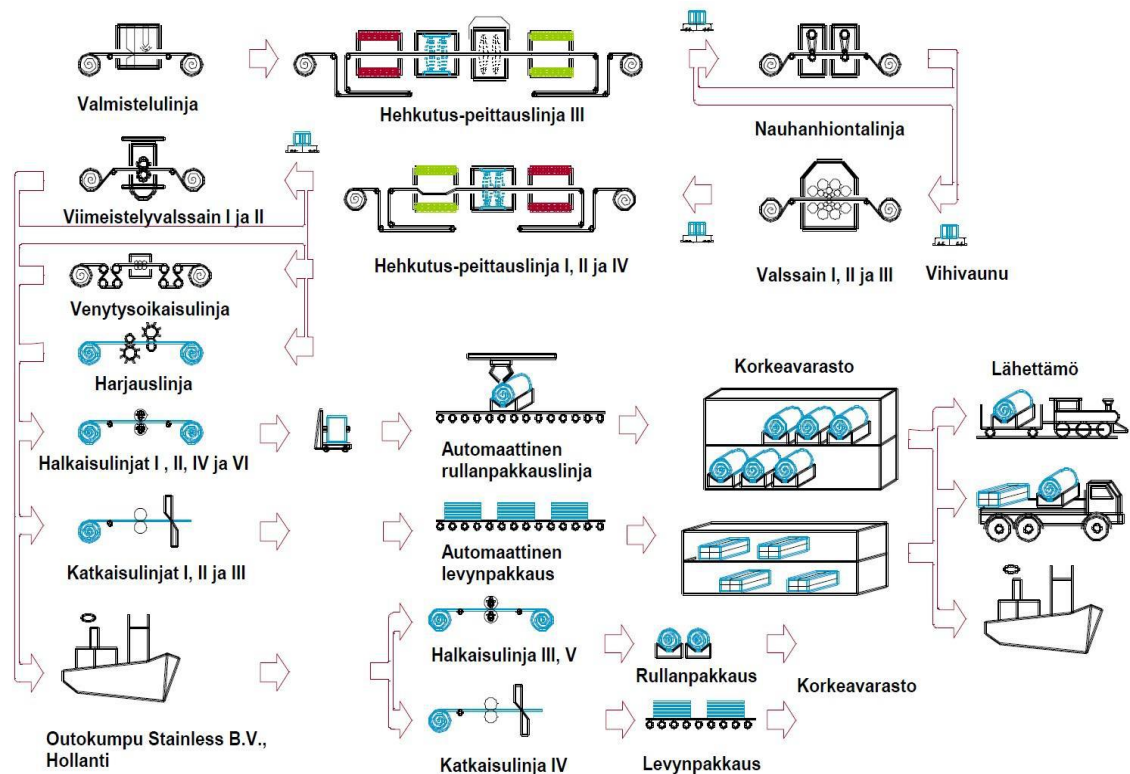 Valmistelulinja
Hehkutus-peittauslinja III
Nauhanhiontalinja
Viimeistelyvalssain I ja II
Hehkutus-peittauslinja I, II ja IV
Valssain I, II ja III
Vihivaunu
Venytysoikaisulinja
Harjauslinja
Korkeavarasto
Lähettämö
Halkaisulinjat I , II, IV ja VI
Automaattinen
rullanpakkauslinja
Katkaisulinjat I, II ja III
Automaattinen
levynpakkaus
Halkaisulinja III, V
Rullanpakkaus
Korkeavarasto
Outokumpu Stainless B.V.,
Hollanti
Katkaisulinja IV
Levynpakkaus